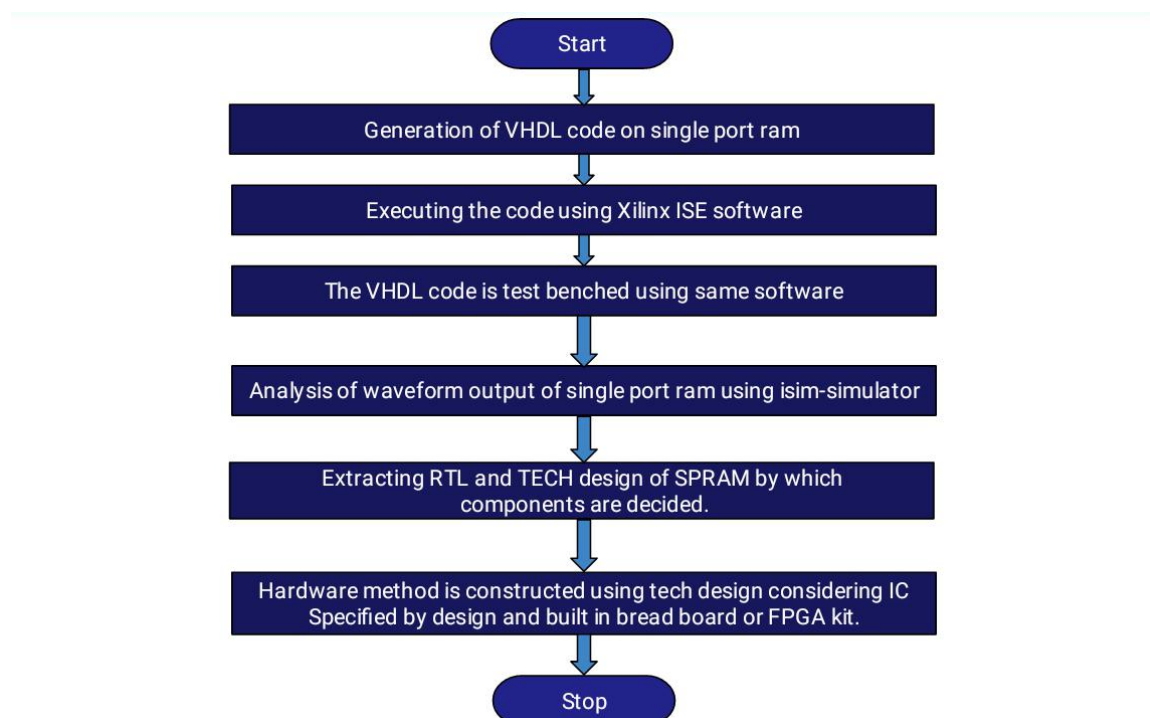 Start
Generation of VHDL code on single port ram
Executing the code using Xilinx ISE software
The VHDL code is test benched using same software
Analysis of waveform output of single port ram using isim-simulator
Extracting RTL and TECH design of SPRAM by which
components are decided.
Hardware method is constructed using tech design considering IC
Specified by design and built in bread board or FPGA kit.
Stop